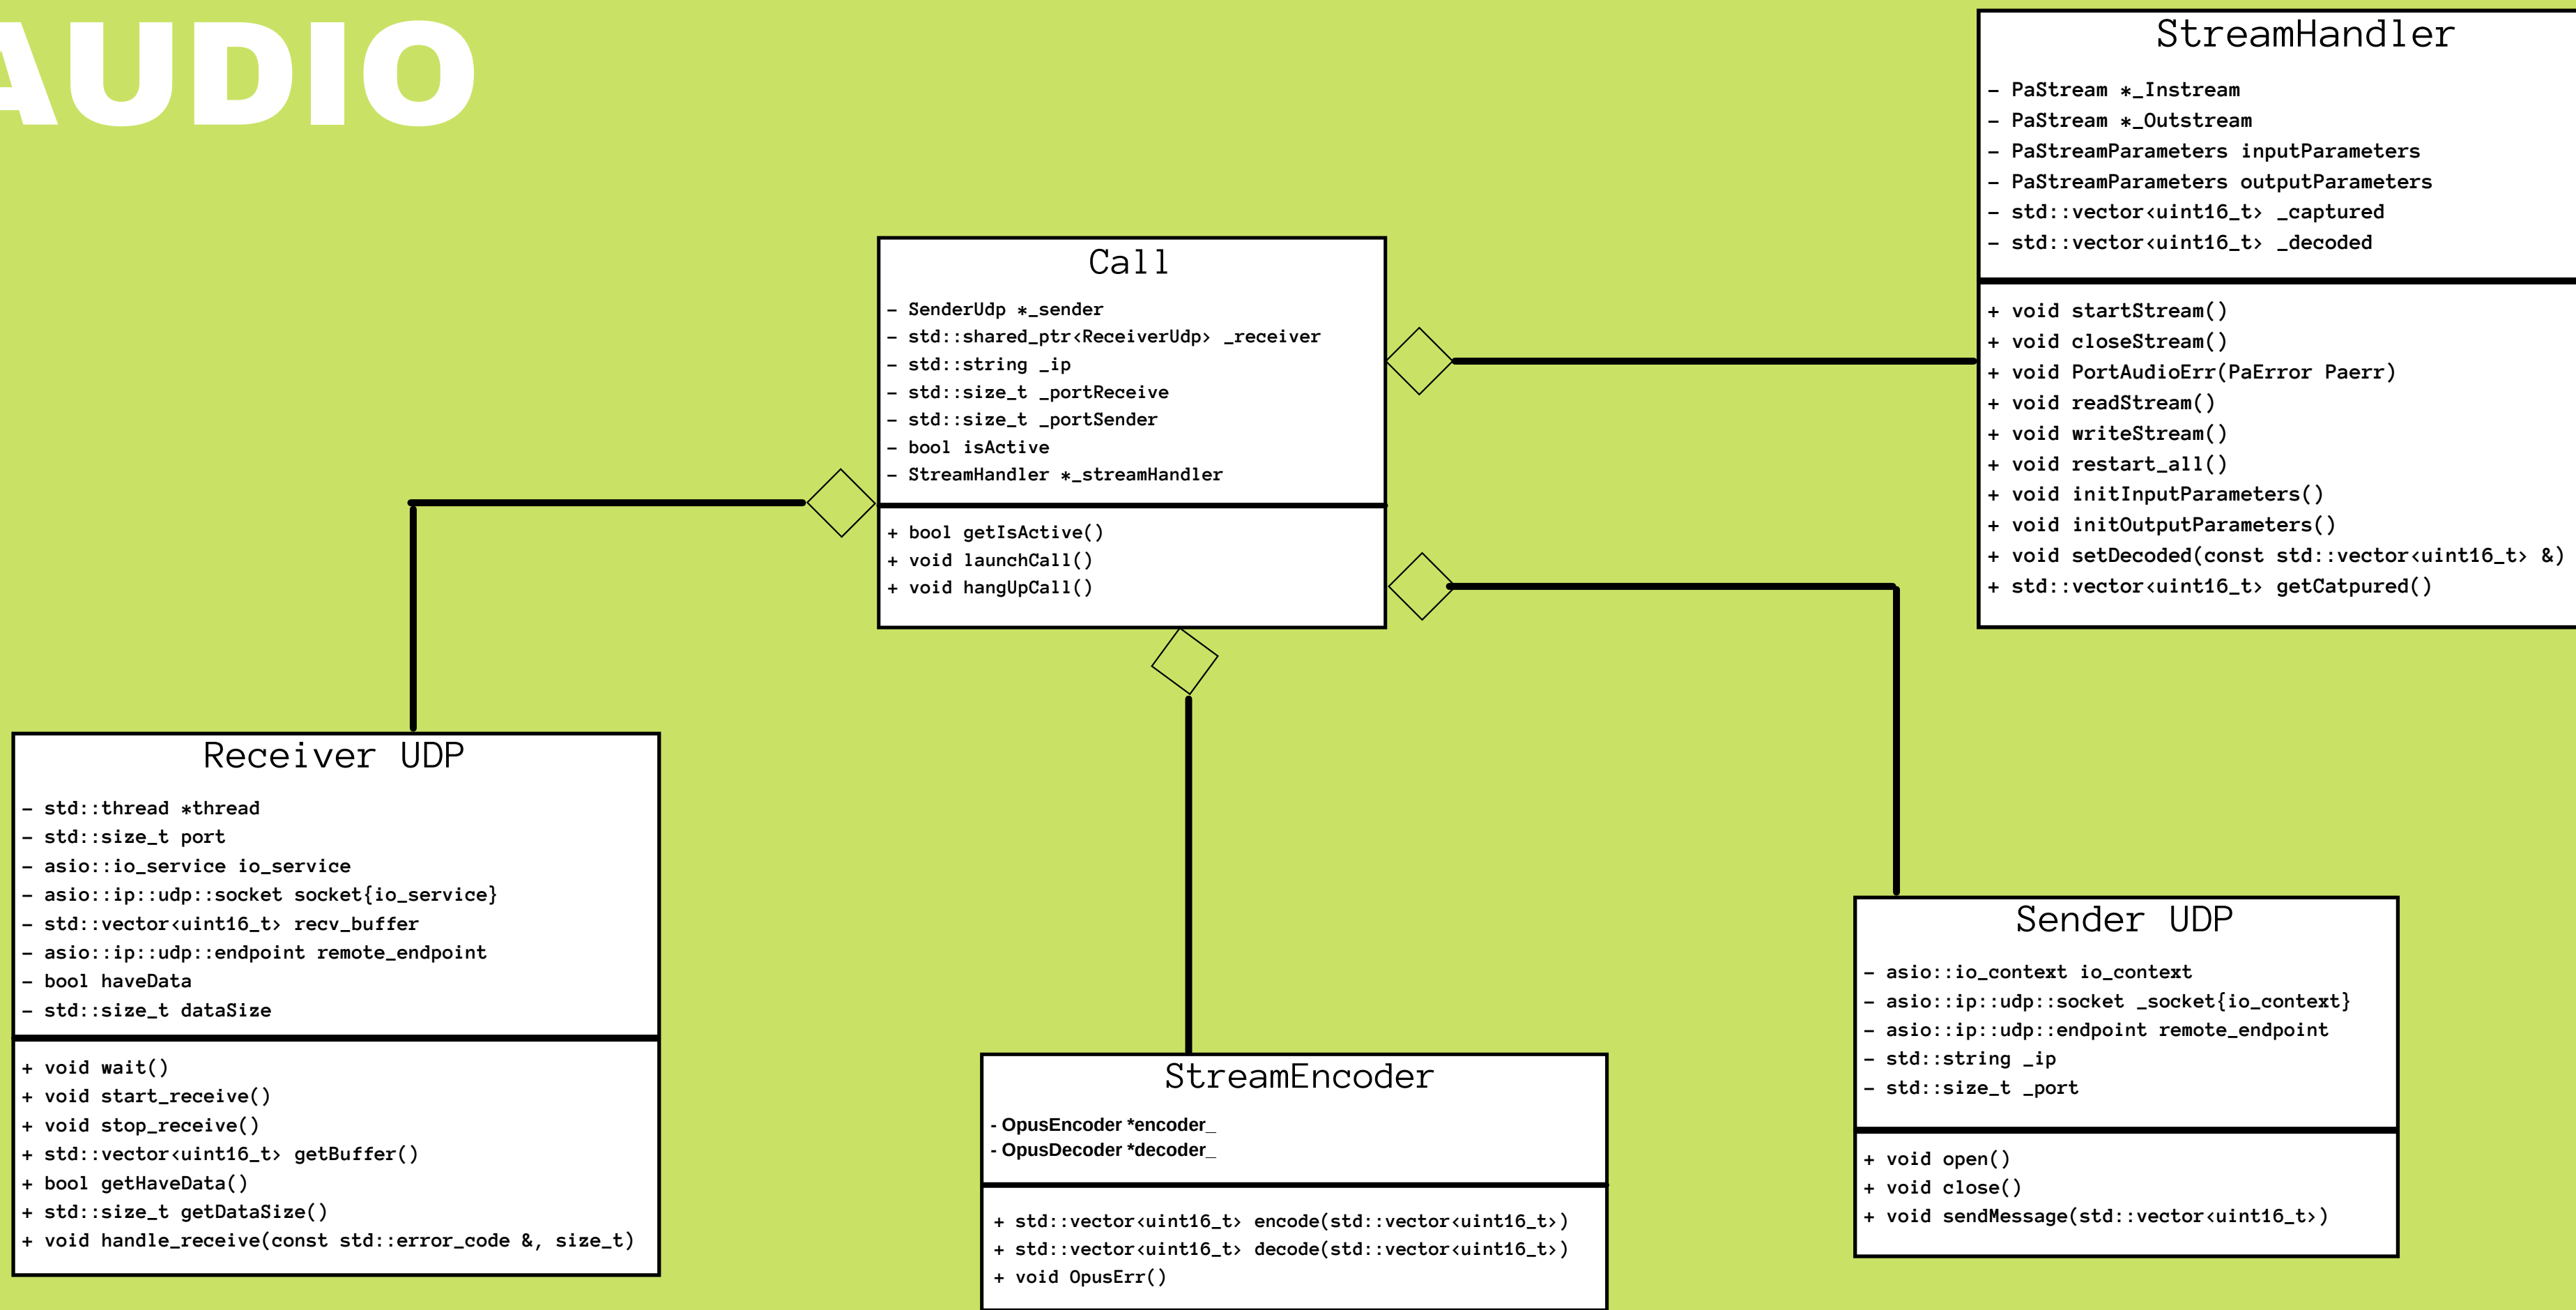 AUDIO
StreamHandler
– PaStream *_Instream
– PaStream *_Outstream
– PaStreamParameters inputParameters
– PaStreamParameters outputParameters
– std::vector<uint16_t> _captured
– std::vector<uint16_t> _decoded
+ void startStream()
+ void closeStream()
+ void PortAudioErr(PaError Paerr)
+ void readStream()
+ void writeStream()
+ void restart_all()
+ void initInputParameters()
+ void initOutputParameters()
+ void setDecoded(const std::vector<uint16_t> &)
+ std::vector<uint16_t> getCatpured()
Call
– SenderUdp *_sender
– std::shared_ptr<ReceiverUdp> _receiver
– std::string _ip
– std::size_t _portReceive
– std::size_t _portSender
– bool isActive
– StreamHandler *_streamHandler
+ bool getIsActive()
+ void launchCall()
+ void hangUpCall()
Receiver UDP
– std::thread *thread
– std::size_t port
– asio::io_service io_service
– asio::ip::udp::socket socket{io_service}
– std::vector<uint16_t> recv_buffer
– asio::ip::udp::endpoint remote_endpoint
– bool haveData
– std::size_t dataSize
+ void wait()
+ void start_receive()
+ void stop_receive()
+ std::vector<uint16_t> getBuffer()
+ bool getHaveData()
+ std::size_t getDataSize()
+ void handle_receive(const std::error_code &, size_t)
StreamEncoder
- OpusEncoder *encoder_
- OpusDecoder *decoder_
+ std::vector<uint16_t> encode(std::vector<uint16_t>)
+ std::vector<uint16_t> decode(std::vector<uint16_t>)
+ void OpusErr()
Sender UDP
– asio::io_context io_context
– asio::ip::udp::socket _socket{io_context}
– asio::ip::udp::endpoint remote_endpoint
– std::string _ip
– std::size_t _port
+ void open()
+ void close()
+ void sendMessage(std::vector<uint16_t>)